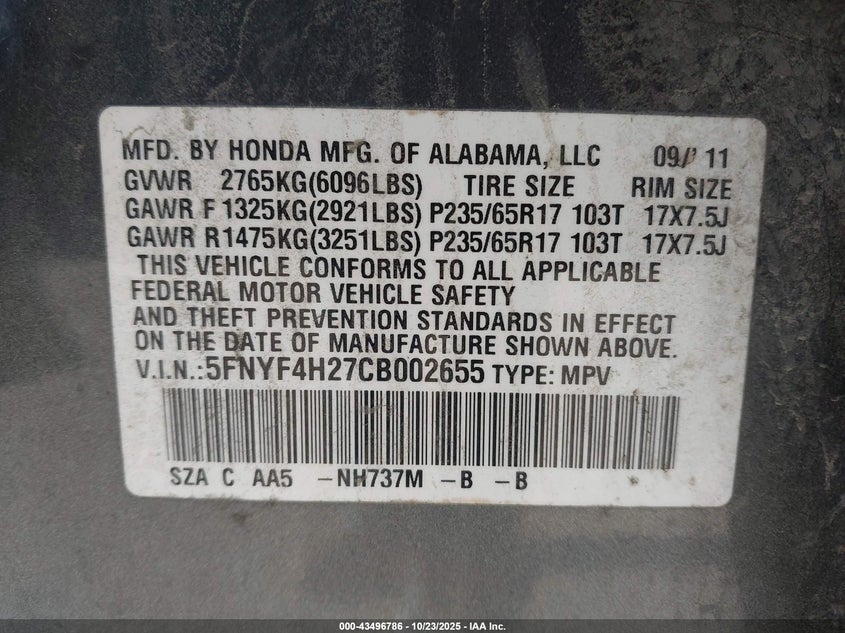 MFD. BY HONDA MFG. OF ALABAMA, LLC 09/ 11
GVWR 2765KG(6096LBS) TIRE SIZE RIM SIZE
GAWR F 1325KG(2921LBS) P235/65R17 103T 17X7.5J
GAWR R1475KG(3251LBS) P235/65R17 103T 17X7.5J
THIS VEHICLE CONFORMS TO ALL APPLICABLE
FEDERAL MOTOR VEHICLE SAFETY
AND THEFT PREVENTION STANDARDS IN EFFECT
ON THE DATE OF MANUFACTURE SHOWN ABOVE.
V.I.N.:5FNYF4H27CB002655 TYPE: MPV
SZA C AA5 -NH737M -B -B
000-43496786 - 10/23/2025 - IAA Inc.